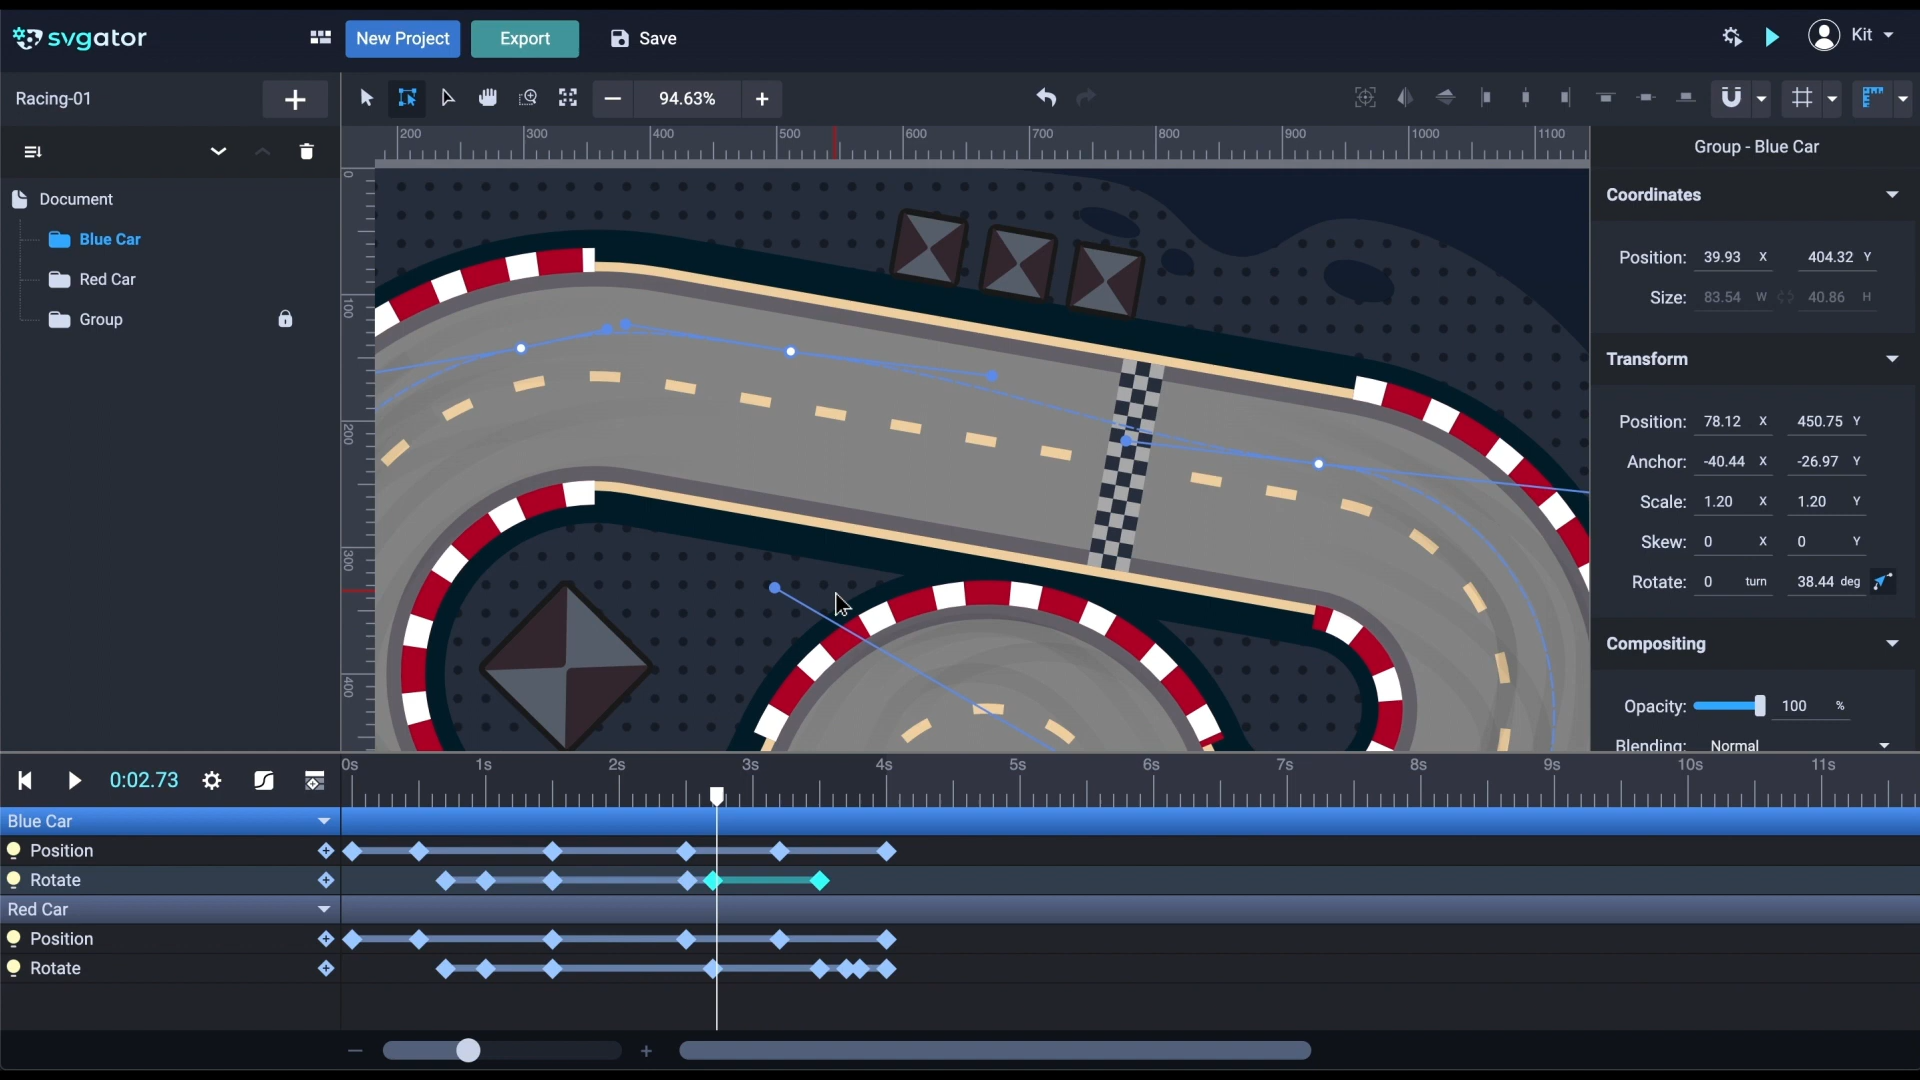 svgator
New Project
Export
Save
Kit
Racing-01
94.63%
200 300 400 500 600 700 800 900 1000 1100
Group - Blue Car
Document
Blue Car
Red Car
Group
0
100
200
300
400
Coordinates
Position: 39.93 X 404.32 Y
Size: 83.54 W 40.86 H
Transform
Position: 78.12 X 450.75 Y
Anchor: -40.44 X -26.97 Y
Scale: 1.20 X 1.20 Y
Skew: 0 X 0 Y
Rotate: 0 turn 38.44 deg
Compositing
Opacity: 100 %
Blending: Normal
0:02.73
0s 1s 2s 3s 4s 5s 6s 7s 8s 9s 10s 11s
Blue Car
Position
Rotate
Red Car
Position
Rotate